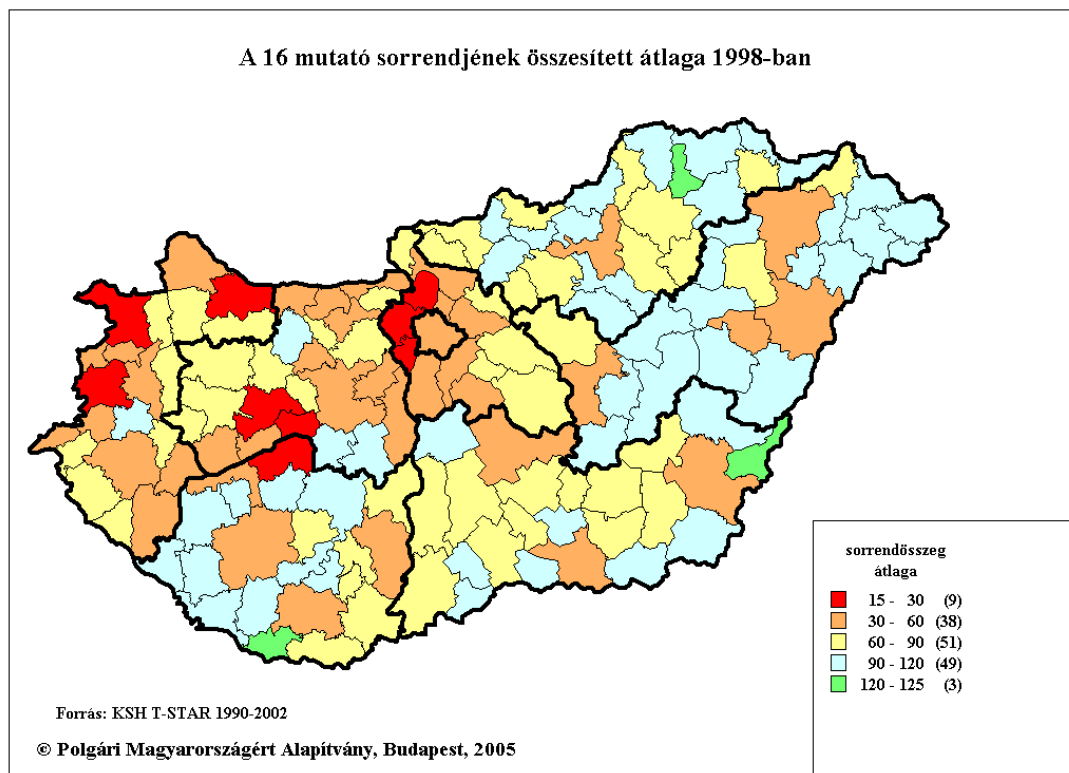 A 16 mutató sorrendjének összesített átlaga 1998-ban
sorrendösszeg
átlaga
15 - 30 (9)
30 - 60 (38)
60 - 90 (51)
90 - 120 (49)
120 - 125 (3)
Forrás: KSH T-STAR 1990-2002
© Polgári Magyarországért Alapítvány, Budapest, 2005